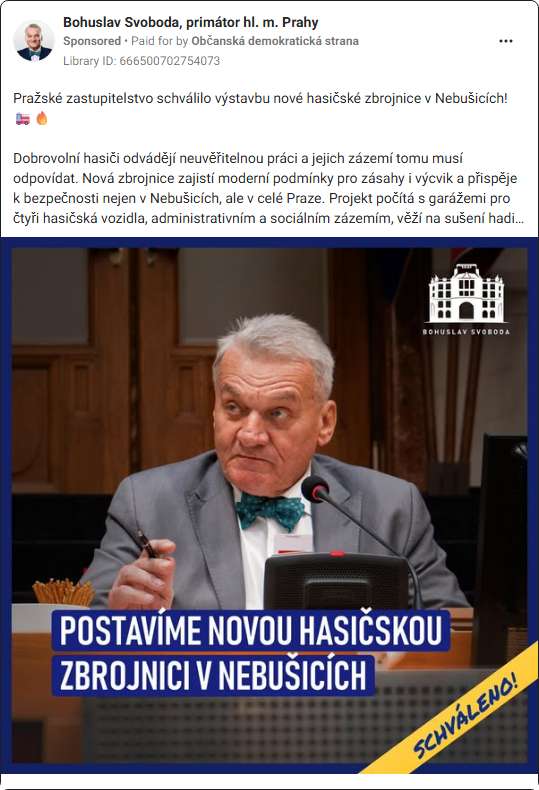 Bohuslav Svoboda, primátor hl. m. Prahy
Sponsored • Paid for by Občanská demokratická strana
Library ID: 666500702754073
Pražské zastupitelstvo schválilo výstavbu nové hasičské zbrojnice v Nebušicích!
🚒🔥
Dobrovolní hasiči odvádějí neuvěřitelnou práci a jejich zázemí tomu musí
odpovídat. Nová zbrojnice zajistí moderní podmínky pro zásahy i výcvik a přispěje
k bezpečnosti nejen v Nebušicích, ale v celé Praze. Projekt počítá s garážemi pro
čtyři hasičská vozidla, administrativním a sociálním zázemím, věží na sušení hadi...
BOHUSLAV SVOBODA
POSTAVÍME NOVOU HASIČSKOU
ZBROJNICI V NEBUŠICÍCH
SCHVÁLENO!